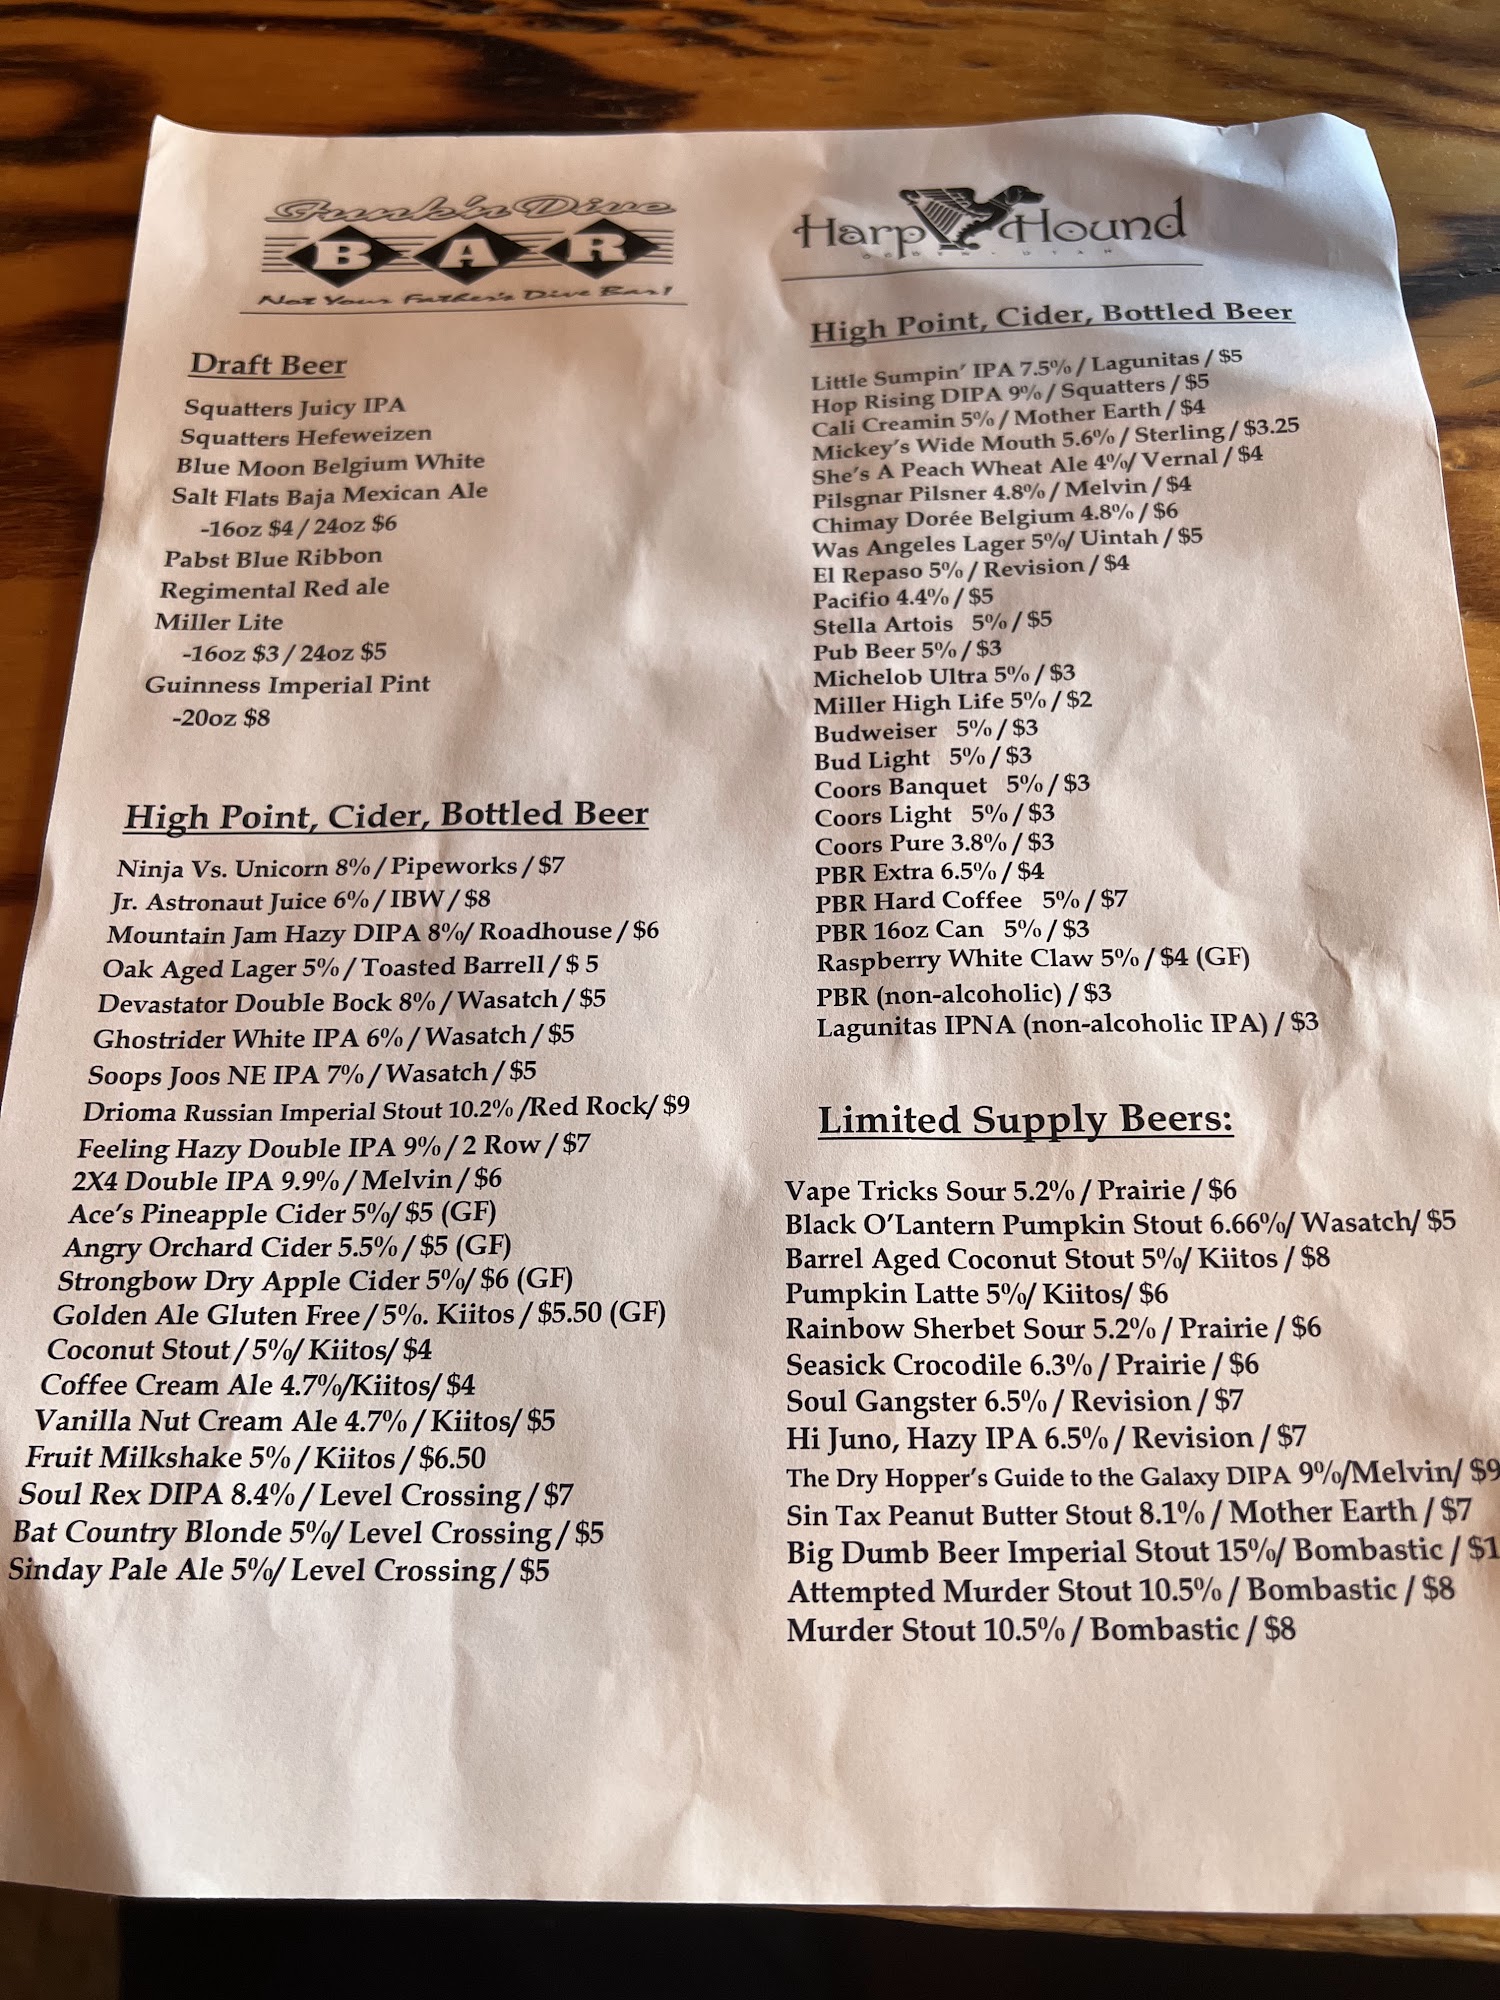 Funk'n Dive
BAR
Not Your Father's Dive Bar!
Draft Beer
Squatters Juicy IPA
Squatters Hefeweizen
Blue Moon Belgium White
Salt Flats Baja Mexican Ale
-16oz $4 / 24oz $6
Pabst Blue Ribbon
Regimental Red ale
Miller Lite
-16oz $3 / 24oz $5
Guinness Imperial Pint
-20oz $8
High Point, Cider, Bottled Beer
Ninja Vs. Unicorn 8% / Pipeworks / $7
Jr. Astronaut Juice 6% / IBW / $8
Mountain Jam Hazy DIPA 8%/ Roadhouse / $6
Oak Aged Lager 5% / Toasted Barrell / $ 5
Devastator Double Bock 8% / Wasatch / $5
Ghostrider White IPA 6% / Wasatch / $5
Soops Joos NE IPA 7% / Wasatch / $5
Drioma Russian Imperial Stout 10.2% /Red Rock/ $9
Feeling Hazy Double IPA 9% / 2 Row / $7
2X4 Double IPA 9.9% / Melvin / $6
Ace's Pineapple Cider 5%/ $5 (GF)
Angry Orchard Cider 5.5% / $5 (GF)
Strongbow Dry Apple Cider 5%/ $6 (GF)
Golden Ale Gluten Free / 5%. Kiitos / $5.50 (GF)
Coconut Stout / 5%/ Kiitos/ $4
Coffee Cream Ale 4.7%/Kiitos/ $4
Vanilla Nut Cream Ale 4.7% / Kiitos/ $5
Fruit Milkshake 5% / Kiitos / $6.50
Soul Rex DIPA 8.4% / Level Crossing / $7
Bat Country Blonde 5%/ Level Crossing / $5
Sinday Pale Ale 5%/ Level Crossing / $5
Harp Hound
OGDEN · UTAH
High Point, Cider, Bottled Beer
Little Sumpin' IPA 7.5% / Lagunitas / $5
Hop Rising DIPA 9% / Squatters / $5
Cali Creamin 5% / Mother Earth / $4
Mickey's Wide Mouth 5.6% / Sterling / $3.25
She's A Peach Wheat Ale 4%/ Vernal / $4
Pilsgnar Pilsner 4.8% / Melvin / $4
Chimay Dorée Belgium 4.8% / $6
Was Angeles Lager 5%/ Uintah / $5
El Repaso 5% / Revision / $4
Pacifio 4.4% / $5
Stella Artois 5% / $5
Pub Beer 5% / $3
Michelob Ultra 5% / $3
Miller High Life 5% / $2
Budweiser 5% / $3
Bud Light 5% / $3
Coors Banquet 5% / $3
Coors Light 5% / $3
Coors Pure 3.8% / $3
PBR Extra 6.5% / $4
PBR Hard Coffee 5% / $7
PBR 16oz Can 5% / $3
Raspberry White Claw 5% / $4 (GF)
PBR (non-alcoholic) / $3
Lagunitas IPNA (non-alcoholic IPA) / $3
Limited Supply Beers:
Vape Tricks Sour 5.2% / Prairie / $6
Black O'Lantern Pumpkin Stout 6.66%/ Wasatch/ $5
Barrel Aged Coconut Stout 5%/ Kiitos / $8
Pumpkin Latte 5%/ Kiitos/ $6
Rainbow Sherbet Sour 5.2% / Prairie / $6
Seasick Crocodile 6.3% / Prairie / $6
Soul Gangster 6.5% / Revision / $7
Hi Juno, Hazy IPA 6.5% / Revision / $7
The Dry Hopper's Guide to the Galaxy DIPA 9%/Melvin/ $9
Sin Tax Peanut Butter Stout 8.1% / Mother Earth / $7
Big Dumb Beer Imperial Stout 15%/ Bombastic / $1
Attempted Murder Stout 10.5% / Bombastic / $8
Murder Stout 10.5% / Bombastic / $8